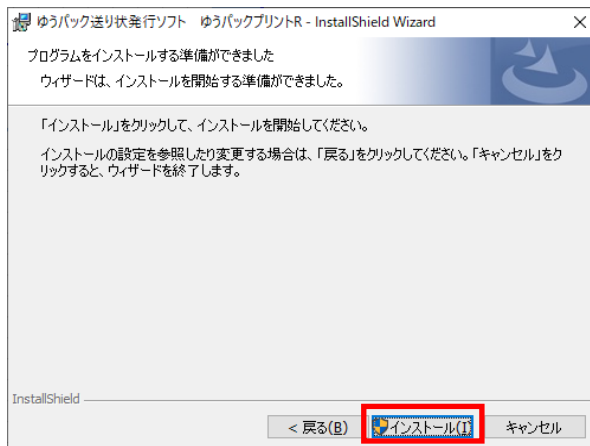 ゆうパック送り状発行ソフト　ゆうパックプリントR - InstallShield Wizard
プログラムをインストールする準備ができました
ウィザードは、インストールを開始する準備ができました。
「インストール」をクリックして、インストールを開始してください。
インストールの設定を参照したり変更する場合は、「戻る」をクリックしてください。「キャンセル」をク
リックすると、ウィザードを終了します。
InstallShield
< 戻る(B)
インストール(I)
キャンセル